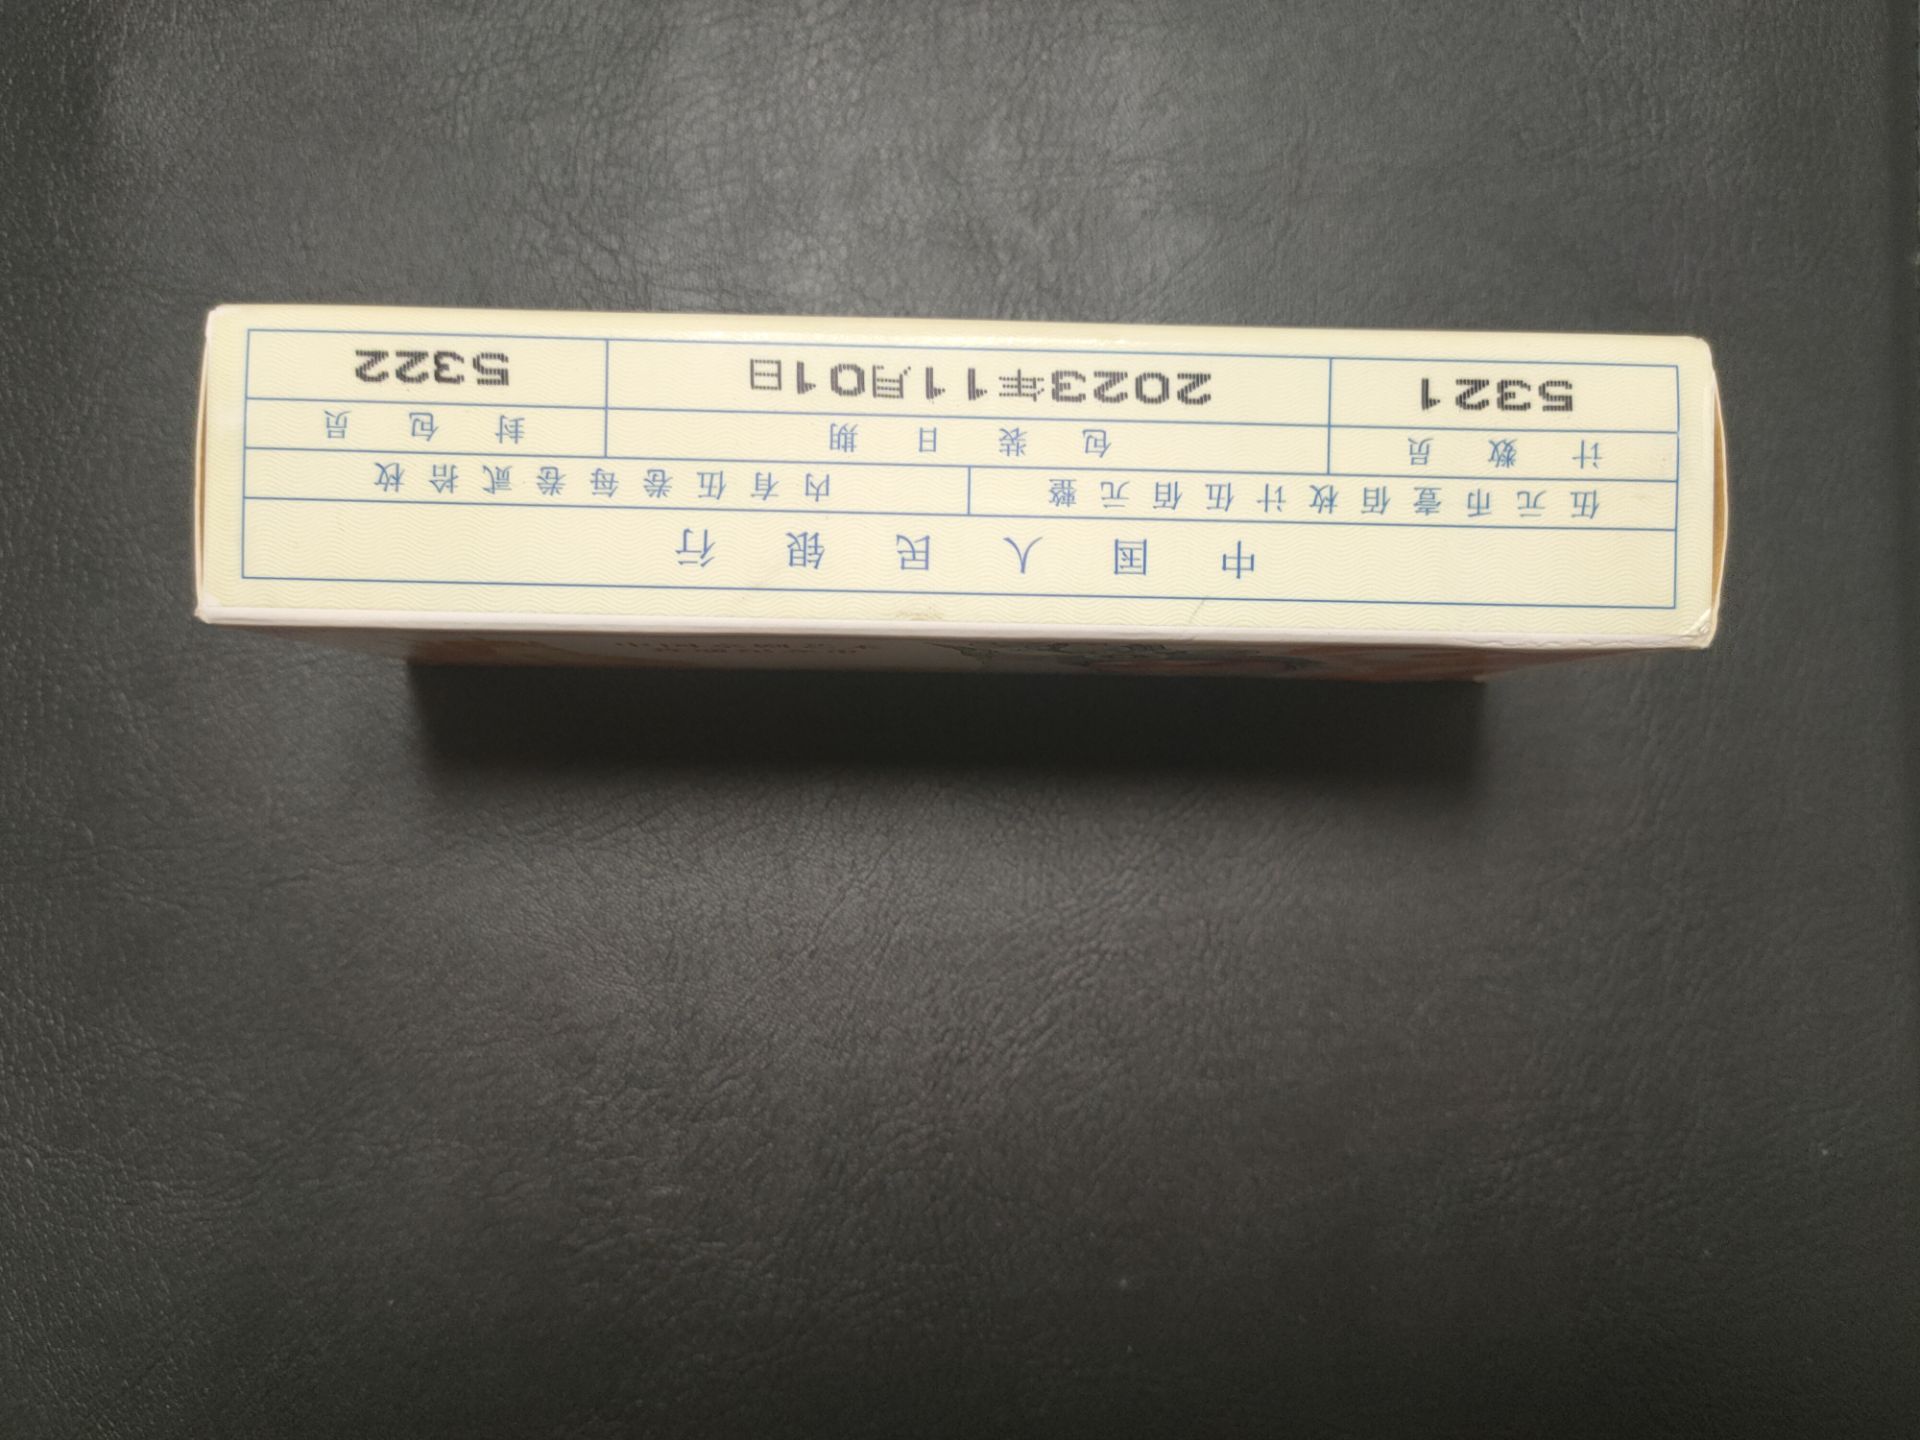 中国人民银行
伍元币壹佰枚计伍佰元整 内有伍卷每卷贰拾枚
计数员 包装日期 封包员
5321 2023年11月01日 5322